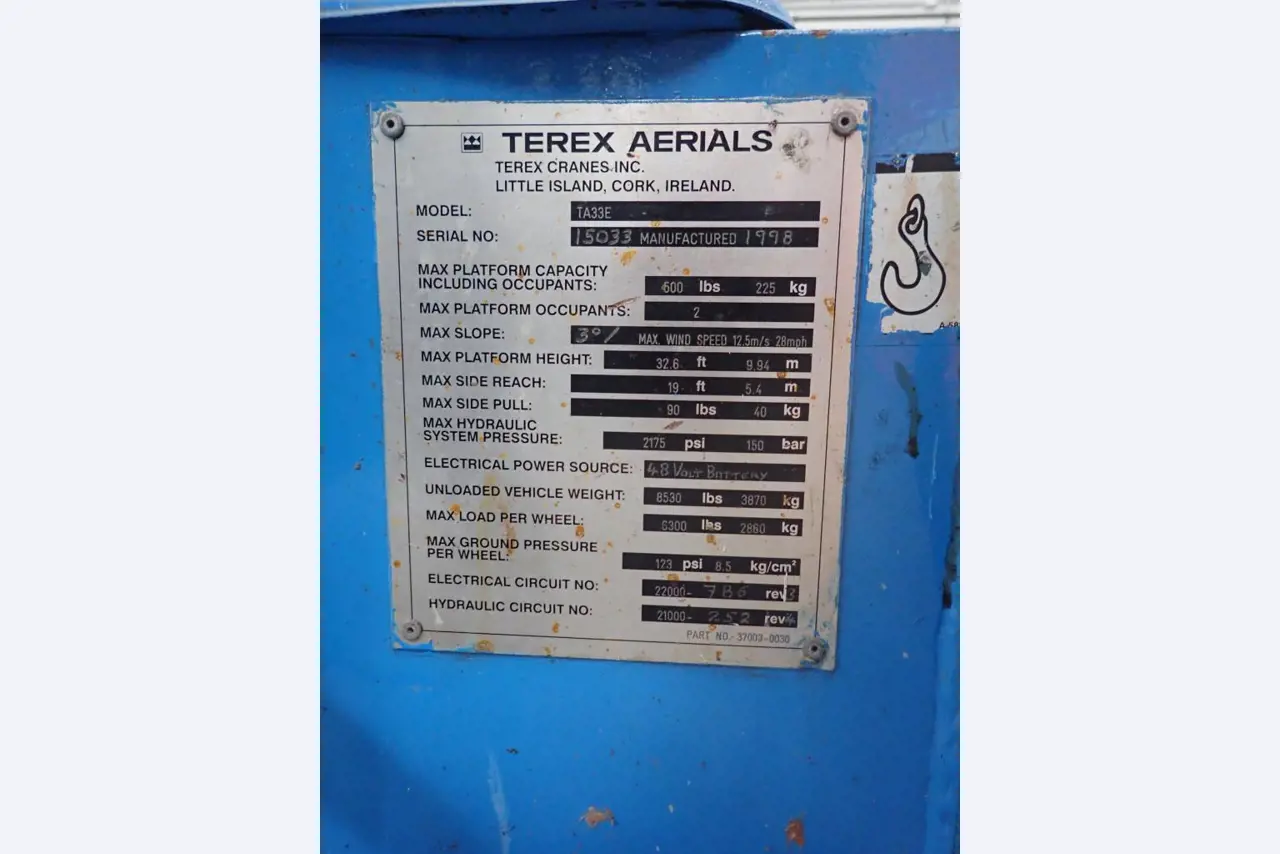 TEREX AERIALS
TEREX CRANES INC.
LITTLE ISLAND, CORK, IRELAND.
MODEL: TA33E
SERIAL NO: 15033 MANUFACTURED 1998
MAX PLATFORM CAPACITY
INCLUDING OCCUPANTS: 500 lbs 225 kg
MAX PLATFORM OCCUPANTS: 2
MAX SLOPE: 3°/ MAX. WIND SPEED 12.5m/s 28mph
MAX PLATFORM HEIGHT: 32.6 ft 9.94 m
MAX SIDE REACH: 19 ft 5.4 m
MAX SIDE PULL: 90 lbs 40 kg
MAX HYDRAULIC
SYSTEM PRESSURE: 2175 psi 150 bar
ELECTRICAL POWER SOURCE: 48 VOLT BATTERY
UNLOADED VEHICLE WEIGHT: 8530 lbs 3870 kg
MAX LOAD PER WHEEL: 6300 lbs 2860 kg
MAX GROUND PRESSURE
PER WHEEL: 123 psi 8.5 kg/cm²
ELECTRICAL CIRCUIT NO: 22000- 786 rev
HYDRAULIC CIRCUIT NO: 21000- 252 rev
PART NO.- 37003-0030